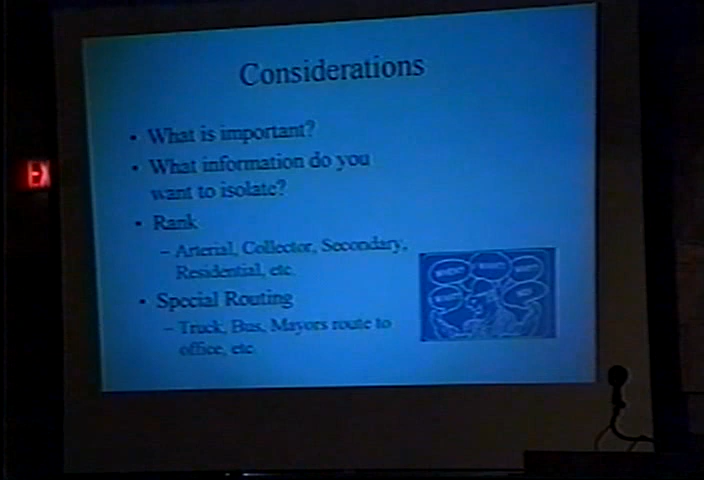 Considerations
• What is important?
• What information do you
want to isolate?
• Rank
– Arterial, Collector, Secondary,
Residential, etc.
• Special Routing
– Truck, Bus, Mayors route to
office, etc
EX